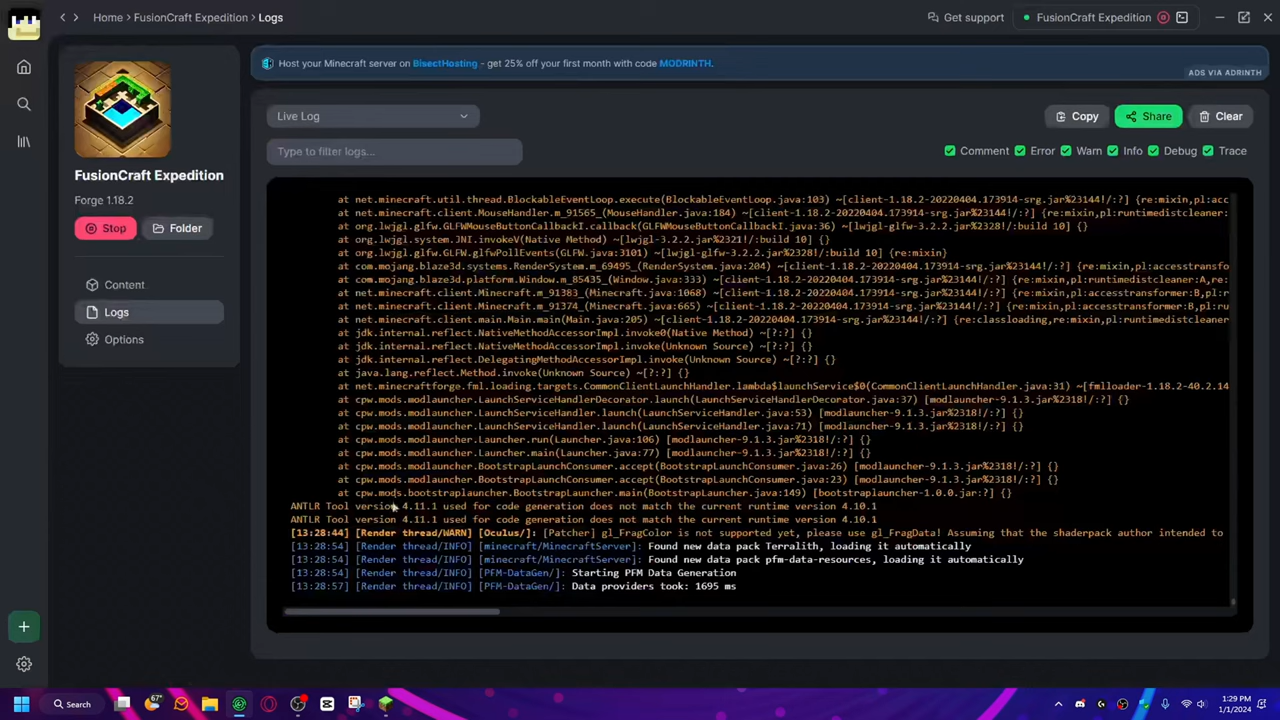 Home > FusionCraft Expedition > Logs
Get support
FusionCraft Expedition
FusionCraft Expedition
Forge 1.18.2
Stop
Folder
Content
Logs
Options
Host your Minecraft server on BisectHosting - get 25% off your first month with code MODRINTH.
ADS VIA ADRINTH
Live Log
Copy
Share
Clear
Type to filter logs...
Comment Error Warn Info Debug Trace
at net.minecraft.util.thread.BlockableEventLoop.execute(BlockableEventLoop.java:103) ~[client-1.18.2-20220404.173914-srg.jar%23144!/:?] {re:mixin,pl:accesstransformer:B,re:computing_frames,pl:acc
at net.minecraft.client.MouseHandler.m_91565_(MouseHandler.java:184) ~[client-1.18.2-20220404.173914-srg.jar%23144!/:?] {re:mixin,pl:runtimedistcleaner:
at org.lwjgl.glfw.GLFWMouseButtonCallbackI.callback(GLFWMouseButtonCallbackI.java:36) ~[lwjgl-glfw-3.2.2.jar%2328!/:build 10] {}
at org.lwjgl.system.JNI.invokeV(Native Method) ~[lwjgl-3.2.2.jar%2321!/:build 10] {}
at org.lwjgl.glfw.GLFW.glfwPollEvents(GLFW.java:3101) ~[lwjgl-glfw-3.2.2.jar%2328!/:build 10] {re:mixin}
at com.mojang.blaze3d.systems.RenderSystem.m_69495_(RenderSystem.java:204) ~[client-1.18.2-20220404.173914-srg.jar%23144!/:?] {re:mixin,pl:accesstransfo
at com.mojang.blaze3d.platform.Window.m_85435_(Window.java:333) ~[client-1.18.2-20220404.173914-srg.jar%23144!/:?] {re:mixin,pl:runtimedistcleaner:A,re:
at net.minecraft.client.Minecraft.m_91383_(Minecraft.java:1068) ~[client-1.18.2-20220404.173914-srg.jar%23144!/:?] {re:mixin,pl:accesstransformer:B,pl:r
at net.minecraft.client.Minecraft.m_91374_(Minecraft.java:665) ~[client-1.18.2-20220404.173914-srg.jar%23144!/:?] {re:mixin,pl:accesstransformer:B,pl:ru
at net.minecraft.client.main.Main.main(Main.java:205) ~[client-1.18.2-20220404.173914-srg.jar%23144!/:?] {re:classloading,re:mixin,pl:runtimedistcleaner
at jdk.internal.reflect.NativeMethodAccessorImpl.invoke0(Native Method) ~[?:?] {}
at jdk.internal.reflect.NativeMethodAccessorImpl.invoke(Unknown Source) ~[?:?] {}
at jdk.internal.reflect.DelegatingMethodAccessorImpl.invoke(Unknown Source) ~[?:?] {}
at java.lang.reflect.Method.invoke(Unknown Source) ~[?:?] {}
at net.minecraftforge.fml.loading.targets.CommonClientLaunchHandler.lambda$launchService$0(CommonClientLaunchHandler.java:31) ~[fmlloader-1.18.2-40.2.14
at cpw.mods.modlauncher.LaunchServiceHandlerDecorator.launch(LaunchServiceHandlerDecorator.java:37) [modlauncher-9.1.3.jar%2318!/:?] {}
at cpw.mods.modlauncher.LaunchServiceHandler.launch(LaunchServiceHandler.java:53) [modlauncher-9.1.3.jar%2318!/:?] {}
at cpw.mods.modlauncher.LaunchServiceHandler.launch(LaunchServiceHandler.java:71) [modlauncher-9.1.3.jar%2318!/:?] {}
at cpw.mods.modlauncher.Launcher.run(Launcher.java:106) [modlauncher-9.1.3.jar%2318!/:?] {}
at cpw.mods.modlauncher.Launcher.main(Launcher.java:77) [modlauncher-9.1.3.jar%2318!/:?] {}
at cpw.mods.modlauncher.BootstrapLaunchConsumer.accept(BootstrapLaunchConsumer.java:26) [modlauncher-9.1.3.jar%2318!/:?] {}
at cpw.mods.modlauncher.BootstrapLaunchConsumer.accept(BootstrapLaunchConsumer.java:23) [modlauncher-9.1.3.jar%2318!/:?] {}
at cpw.mods.bootstraplauncher.BootstrapLauncher.main(BootstrapLauncher.java:149) [bootstraplauncher-1.0.0.jar:?] {}
ANTLR Tool version 4.11.1 used for code generation does not match the current runtime version 4.10.1
ANTLR Tool version 4.11.1 used for code generation does not match the current runtime version 4.10.1
[13:28:44] [Render thread/WARN] [Oculus/]: [Patcher] gl_FragColor is not supported yet, please use gl_FragData! Assuming that the shaderpack author intended to
[13:28:54] [Render thread/INFO] [minecraft/MinecraftServer]: Found new data pack Terralith, loading it automatically
[13:28:54] [Render thread/INFO] [minecraft/MinecraftServer]: Found new data pack pfm-data-resources, loading it automatically
[13:28:54] [Render thread/INFO] [PFM-DataGen/]: Starting PFM Data Generation
[13:28:57] [Render thread/INFO] [PFM-DataGen/]: Data providers took: 1695 ms
Search
67°
1:29 PM
1/1/2024